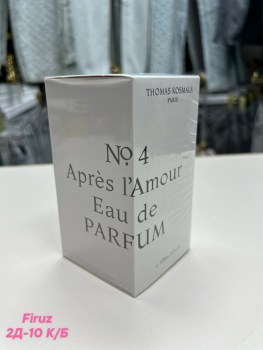 THOMAS KOSMALA
PARIS
Nº 4
Après l'Amour
Eau de
PARFUM
Firuz
2Д-10 К/Б